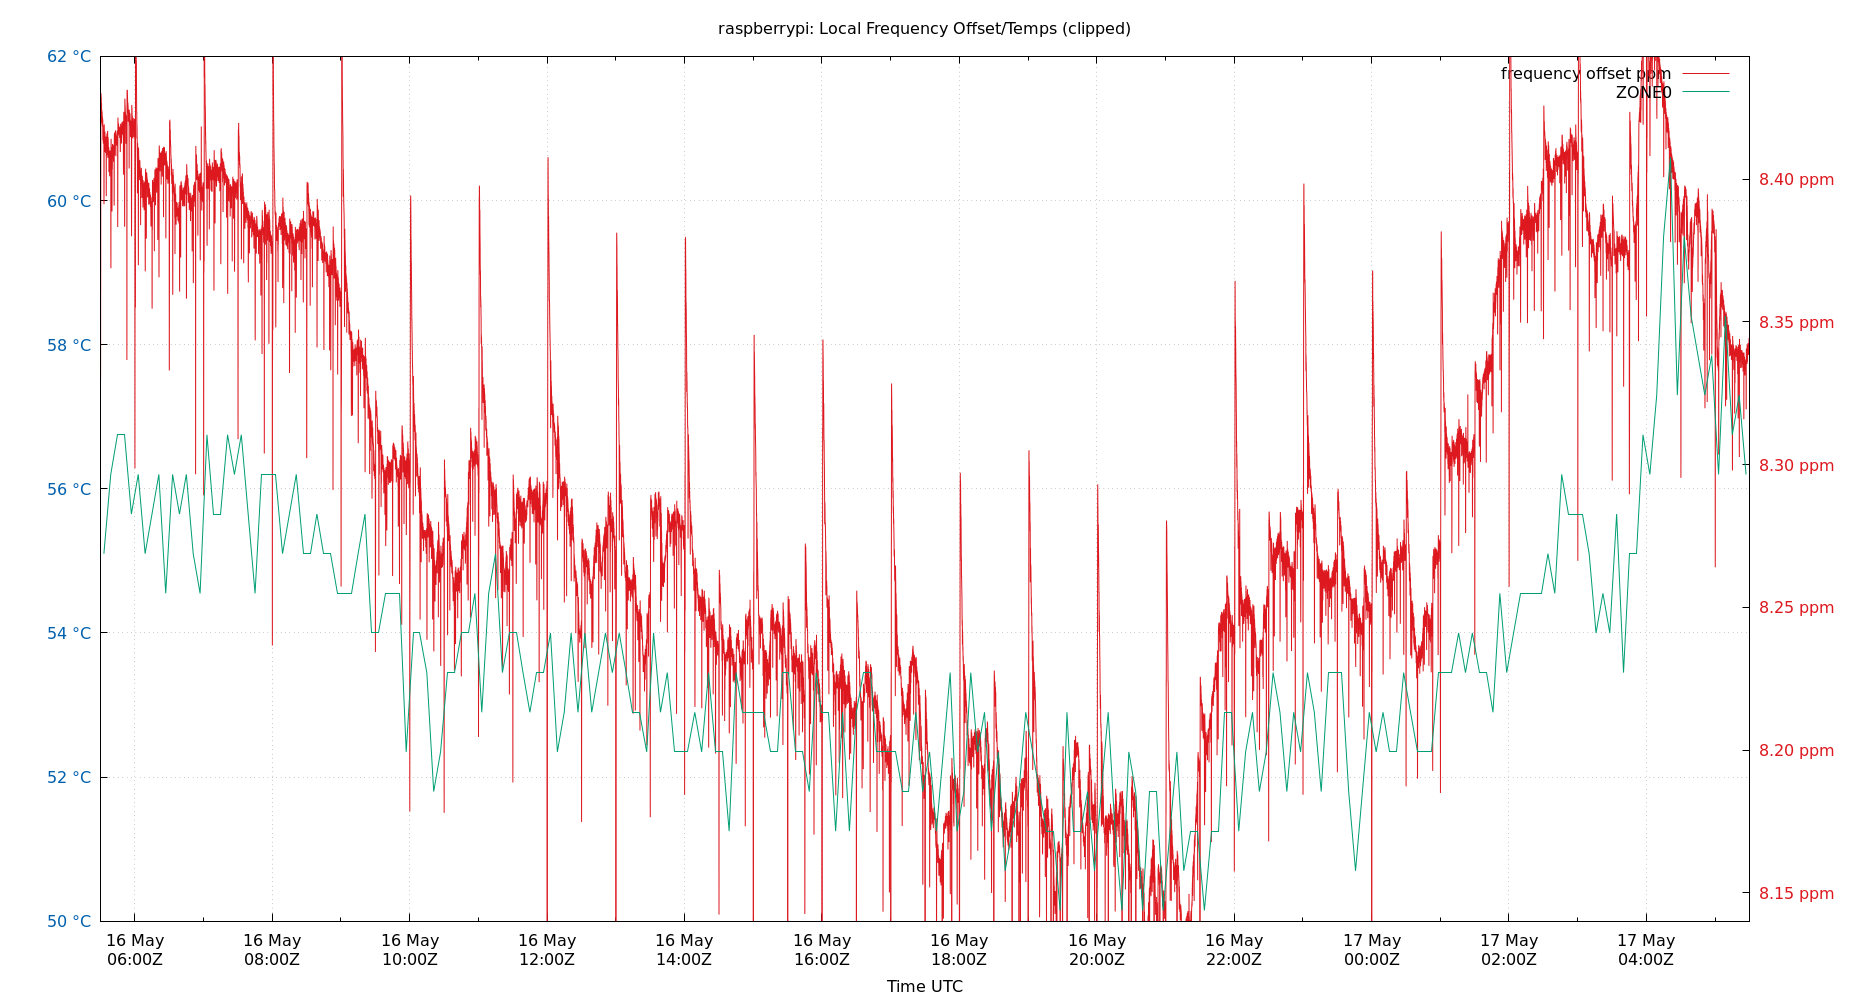 raspberrypi: Local Frequency Offset/Temps (clipped)
62 °C
60 °C
58 °C
56 °C
54 °C
52 °C
50 °C
frequency offset ppm
ZONE0
8.40 ppm
8.35 ppm
8.30 ppm
8.25 ppm
8.20 ppm
8.15 ppm
16 May 16 May 16 May 16 May 16 May 16 May 16 May 16 May 16 May 17 May 17 May 17 May
06:00Z 08:00Z 10:00Z 12:00Z 14:00Z 16:00Z 18:00Z 20:00Z 22:00Z 00:00Z 02:00Z 04:00Z
Time UTC